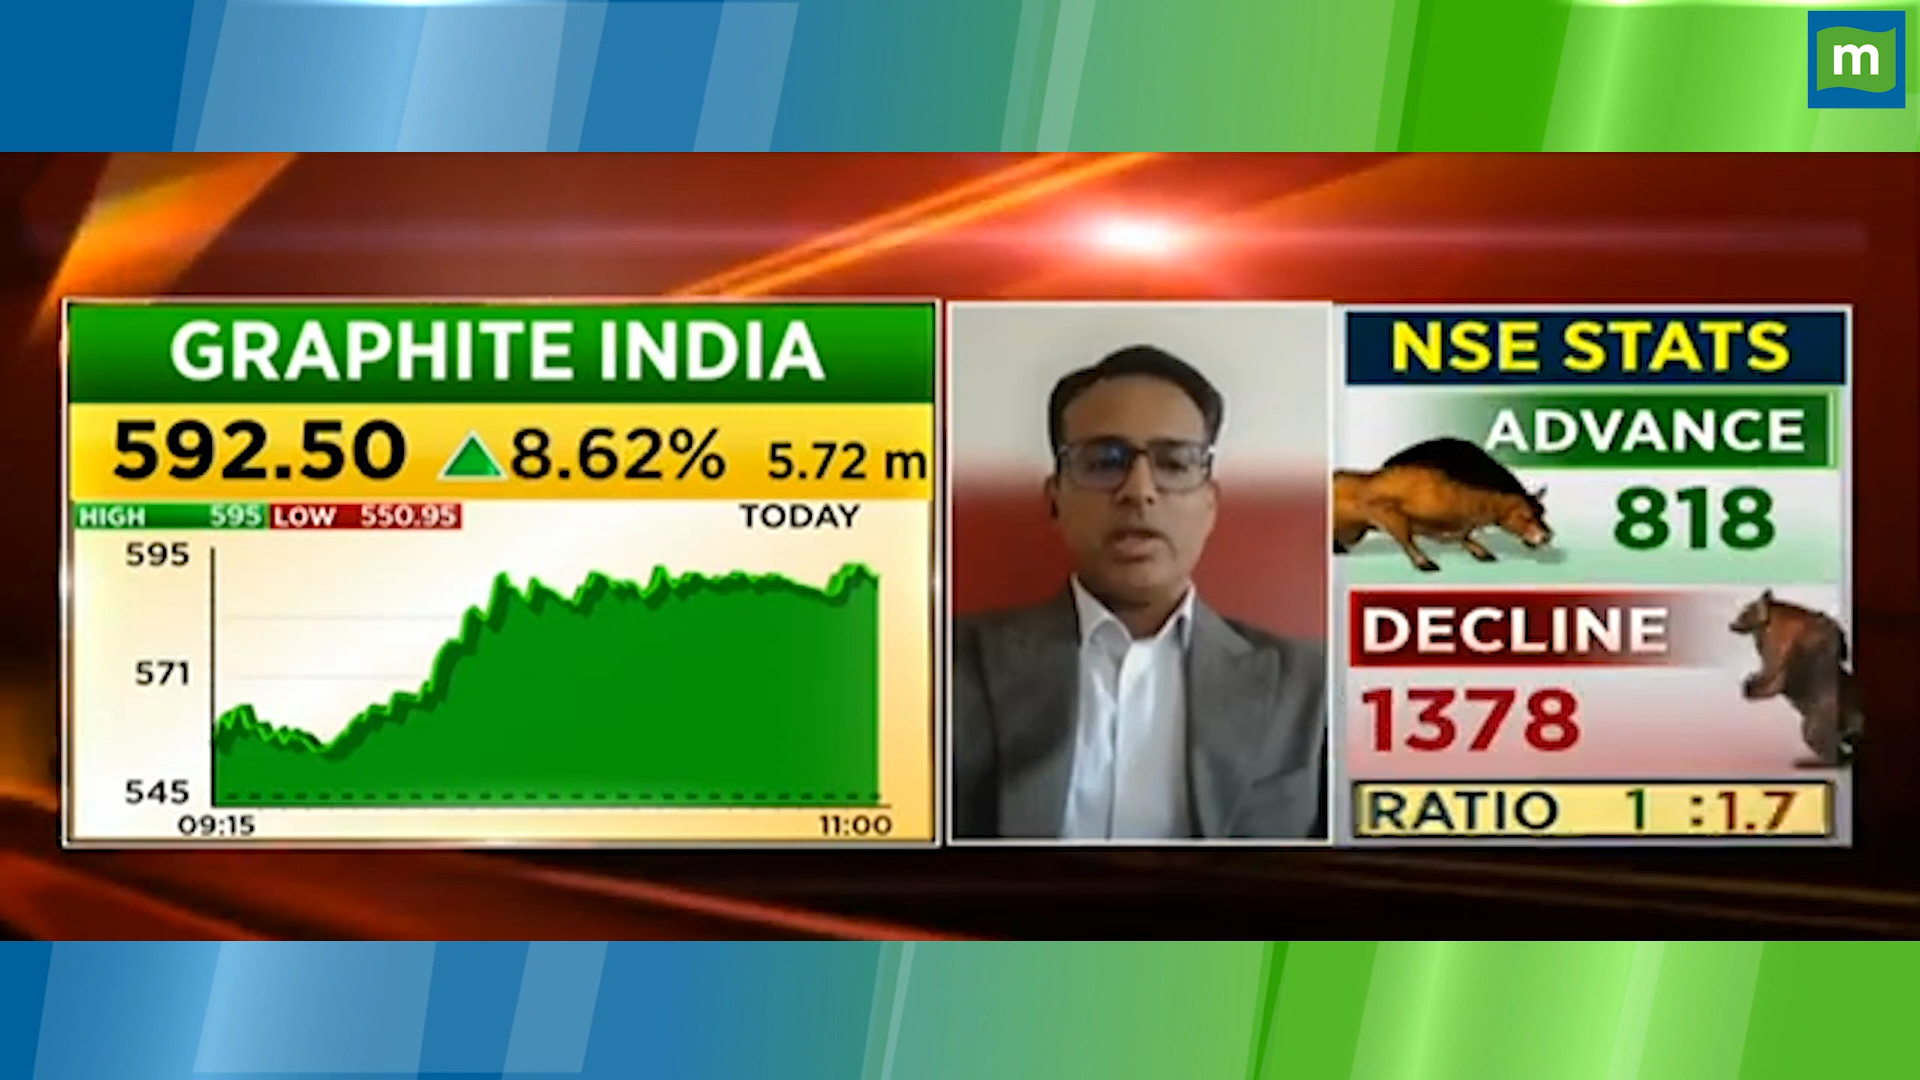 m
GRAPHITE INDIA
592.50 ▲8.62% 5.72 m
HIGH 595 LOW 550.95 TODAY
595
571
545
09:15 11:00
NSE STATS
ADVANCE
818
DECLINE
1378
RATIO 1 :1.7